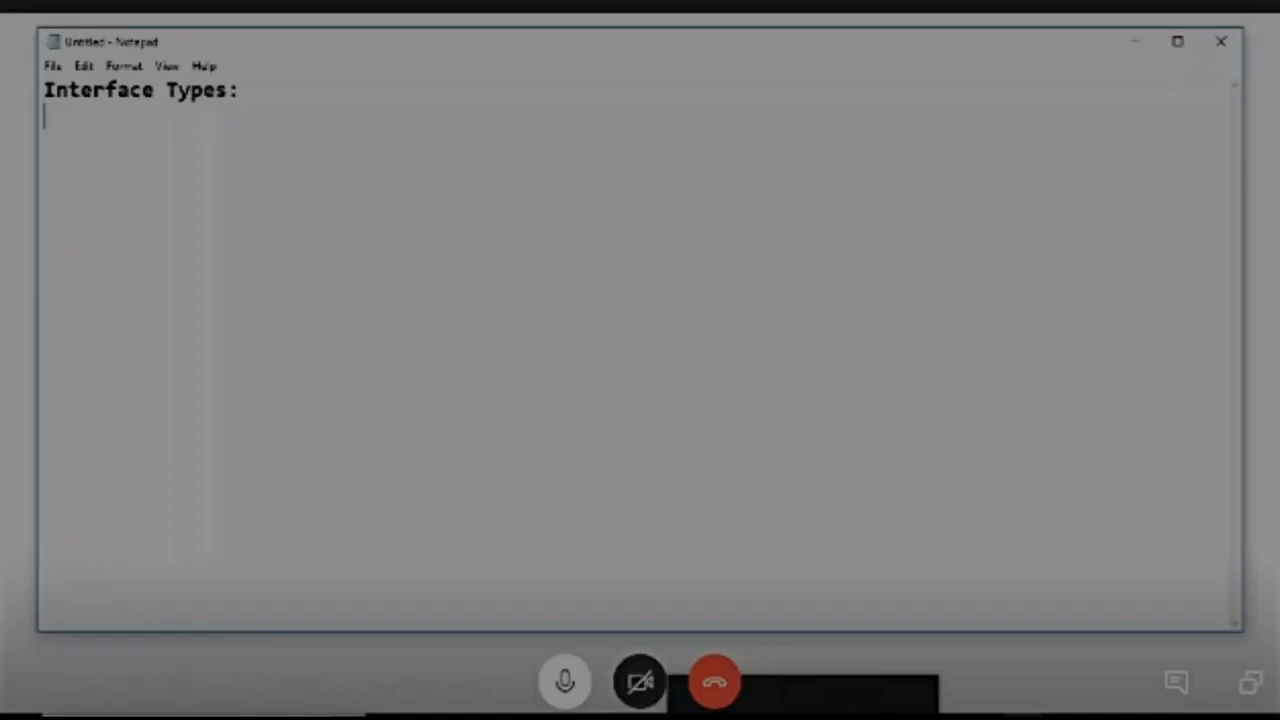 Untitled - Notepad
File Edit Format View Help
Interface Types: